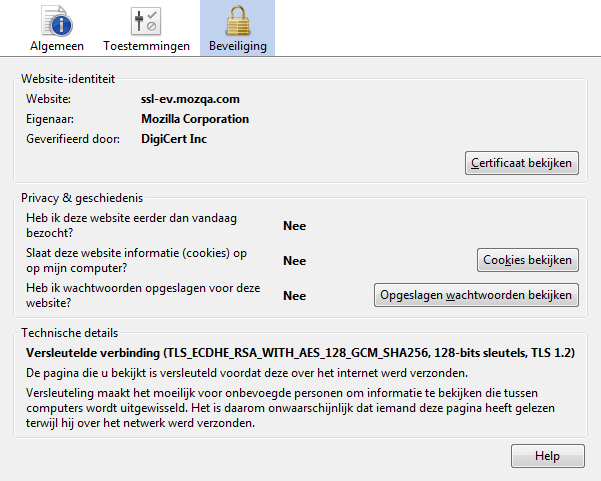 Algemeen Toestemmingen Beveiliging
Website-identiteit
Website: ssl-ev.mozqa.com
Eigenaar: Mozilla Corporation
Geverifieerd door: DigiCert Inc
Certificaat bekijken
Privacy & geschiedenis
Heb ik deze website eerder dan vandaag
bezocht? Nee
Slaat deze website informatie (cookies) op
op mijn computer? Nee Cookies bekijken
Heb ik wachtwoorden opgeslagen voor deze
website? Nee Opgeslagen wachtwoorden bekijken
Technische details
Versleutelde verbinding (TLS_ECDHE_RSA_WITH_AES_128_GCM_SHA256, 128-bits sleutels, TLS 1.2)
De pagina die u bekijkt is versleuteld voordat deze over het internet werd verzonden.
Versleuteling maakt het moeilijk voor onbevoegde personen om informatie te bekijken die tussen
computers wordt uitgewisseld. Het is daarom onwaarschijnlijk dat iemand deze pagina heeft gelezen
terwijl hij over het netwerk werd verzonden.
Help